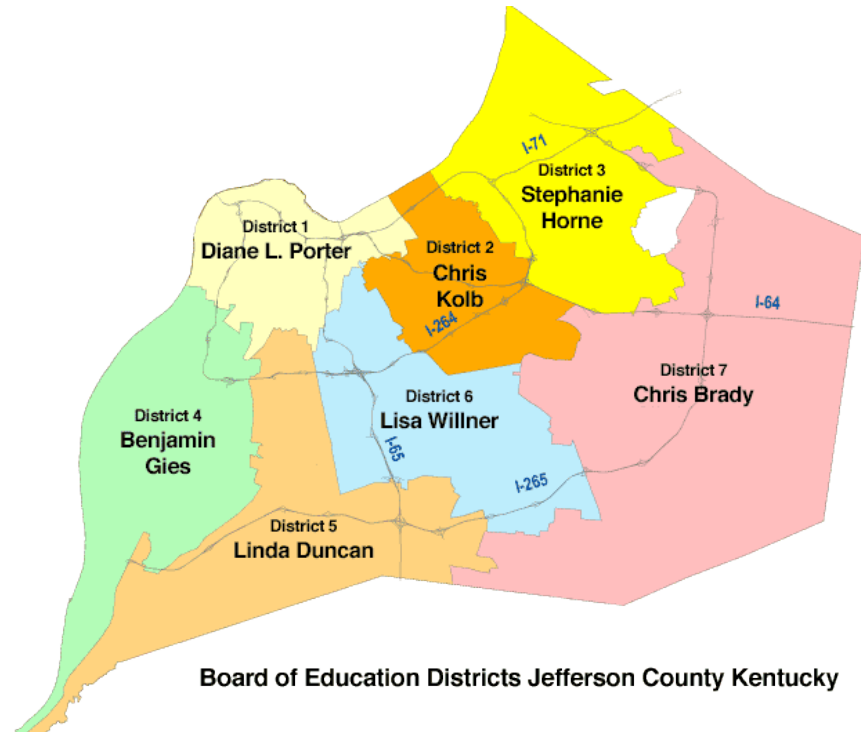 I-71
District 3
Stephanie
Horne
District 1
Diane L. Porter
District 2
Chris
Kolb
I-264
I-64
District 7
Chris Brady
District 6
Lisa Willner
District 4
Benjamin
Gies
I-65
I-265
District 5
Linda Duncan
Board of Education Districts Jefferson County Kentucky